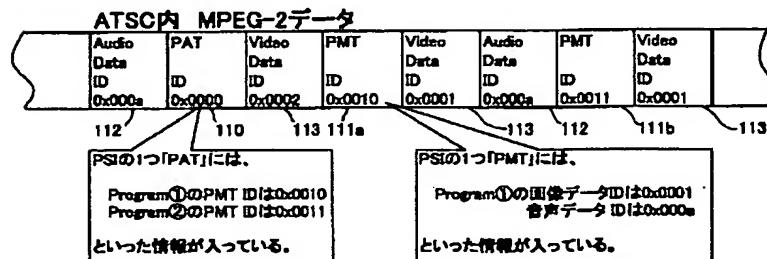 ATSC内 MPEG-2データ
Audio Data ID 0x000a
PAT ID 0x0000
Video Data ID 0x0002
PMT ID 0x0010
Video Data ID 0x0001
Audio Data ID 0x000a
PMT ID 0x0011
Video Data ID 0x0001
112
110
113
111a
113
112
111b
113
PSIの1つ「PAT」には、
Program①のPMT IDは0x0010
Program②のPMT IDは0x0011
といった情報が入っている。
PSIの1つ「PMT」には、
Program①の画像データIDは0x0001
音声データIDは0x000a
といった情報が入っている。